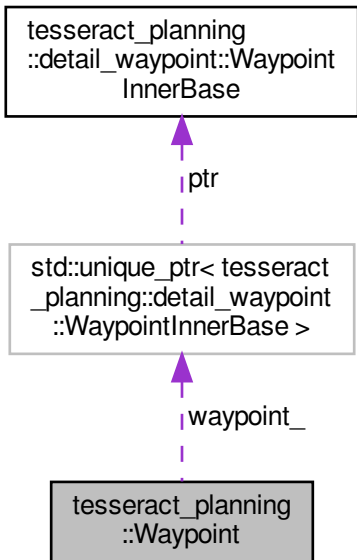 tesseract_planning
::detail_waypoint::Waypoint
InnerBase
ptr
std::unique_ptr< tesseract
_planning::detail_waypoint
::WaypointInnerBase >
waypoint_
tesseract_planning
::Waypoint